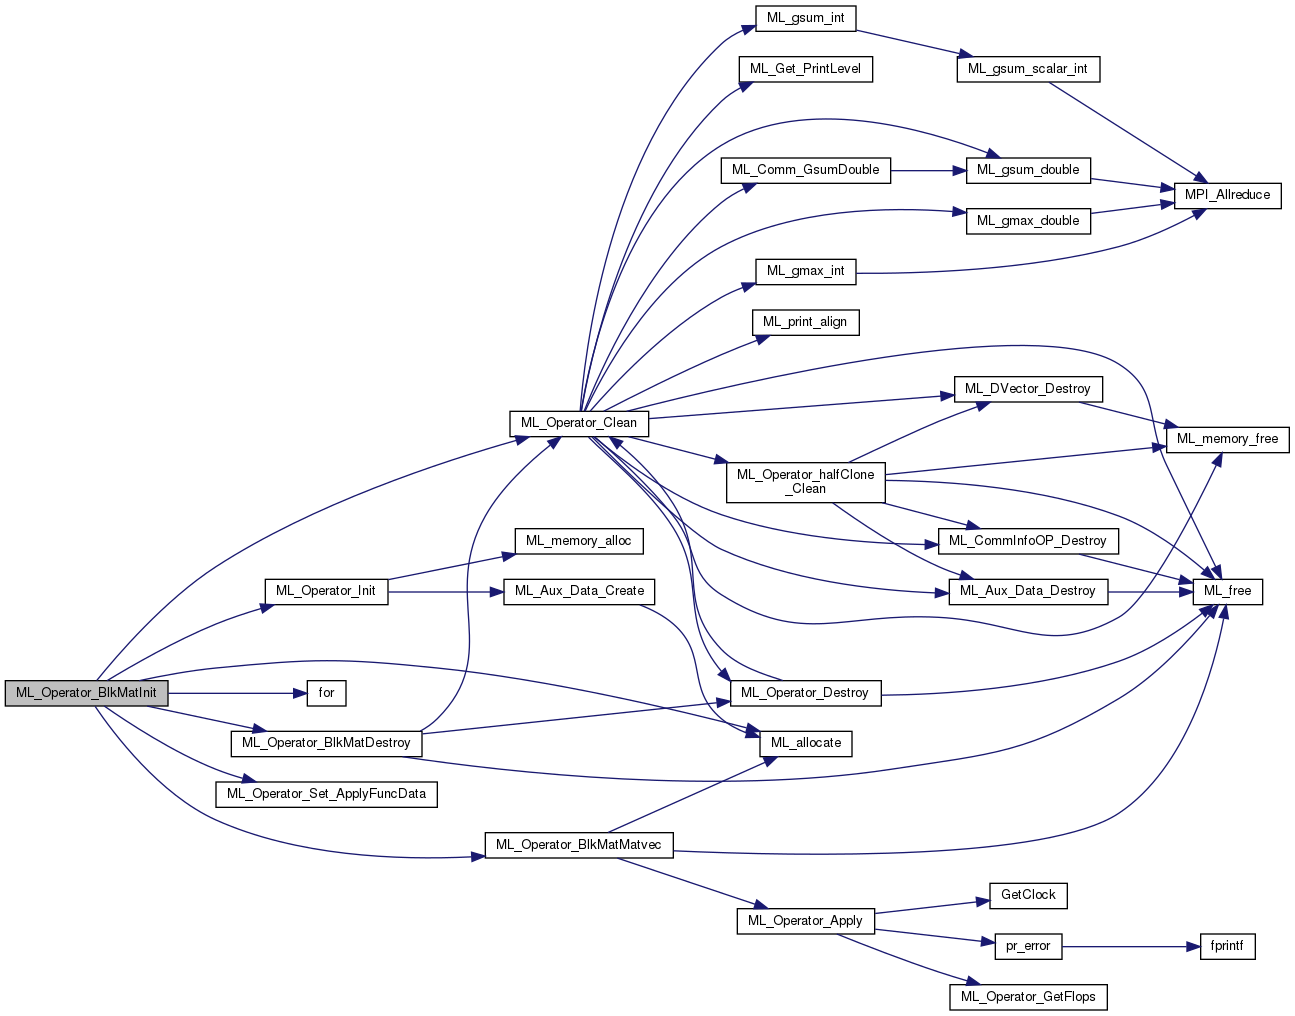 ML_gsum_int
ML_gsum_scalar_int
ML_Get_PrintLevel
ML_Comm_GsumDouble
ML_gsum_double
MPI_Allreduce
ML_gmax_double
ML_gmax_int
ML_print_align
ML_DVector_Destroy
ML_Operator_Clean
ML_memory_free
ML_Operator_halfClone
_Clean
ML_memory_alloc
ML_CommInfoOP_Destroy
ML_Operator_Init
ML_Aux_Data_Create
ML_Aux_Data_Destroy
ML_free
ML_Operator_BlkMatInit
for
ML_Operator_Destroy
ML_Operator_BlkMatDestroy
ML_allocate
ML_Operator_Set_ApplyFuncData
ML_Operator_BlkMatMatvec
GetClock
ML_Operator_Apply
pr_error
fprintf
ML_Operator_GetFlops